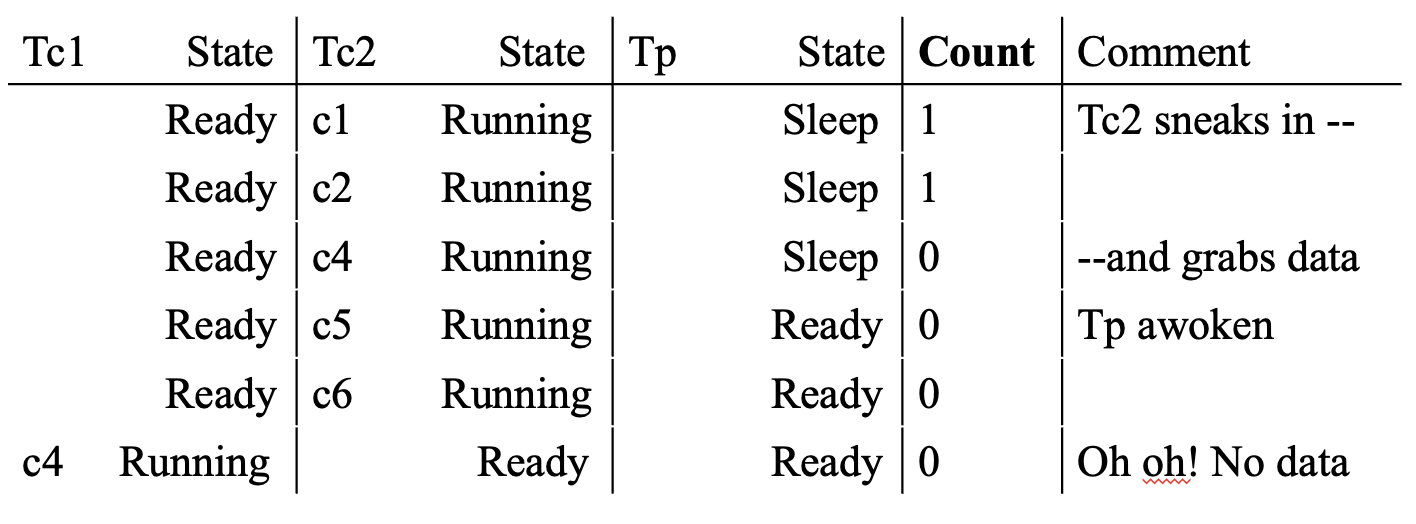 Tc1 State Tc2 State Tp State Count Comment
Ready c1 Running Sleep 1 Tc2 sneaks in --
Ready c2 Running Sleep 1
Ready c4 Running Sleep 0 --and grabs data
Ready c5 Running Ready 0 Tp awoken
Ready c6 Running Ready 0
c4 Running Ready Ready 0 Oh oh! No data